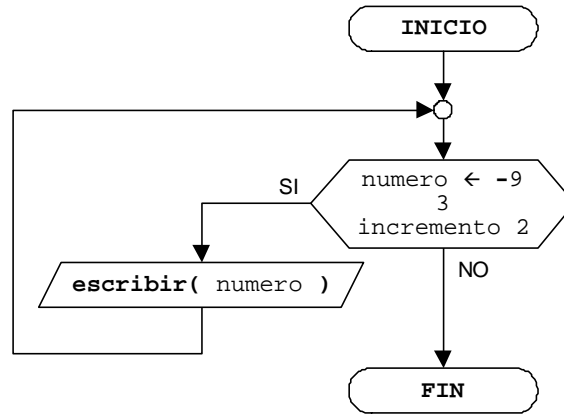 INICIO
numero ← -9
3
incremento 2
SI
escribir( numero )
NO
FIN